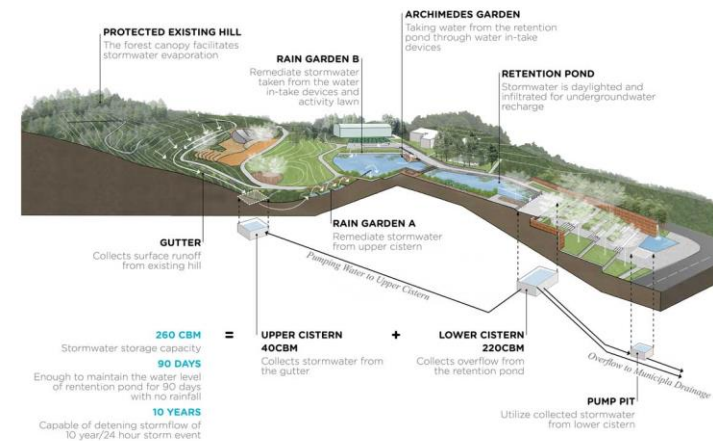 ARCHIMEDES GARDEN
Taking water from the retention
pond through water in-take
devices
PROTECTED EXISTING HILL
The forest canopy facilitates
stormwater evaporation
RAIN GARDEN B
Remediate stormwater
taken from the water
in-take devices and
activity lawn
RETENTION POND
Stormwater is daylighted and
infiltrated for undergroundwater
recharge
GUTTER
Collects surface runoff
from existing hill
RAIN GARDEN A
Remediate stormwater
from upper cistern
Pumping Water to Upper Cistern
260 CBM
Stormwater storage capacity
=
UPPER CISTERN
40CBM
Collects stormwater from
the gutter
+
LOWER CISTERN
220CBM
Collects overflow from
the retention pond
Overflow to Municipla Drainage
90 DAYS
Enough to maintain the water level
of rentention pond for 90 days
with no rainfall
10 YEARS
Capable of detening stormflow of
10 year/24 hour storm event
PUMP PIT
Utilize collected stormwater
from lower cistern